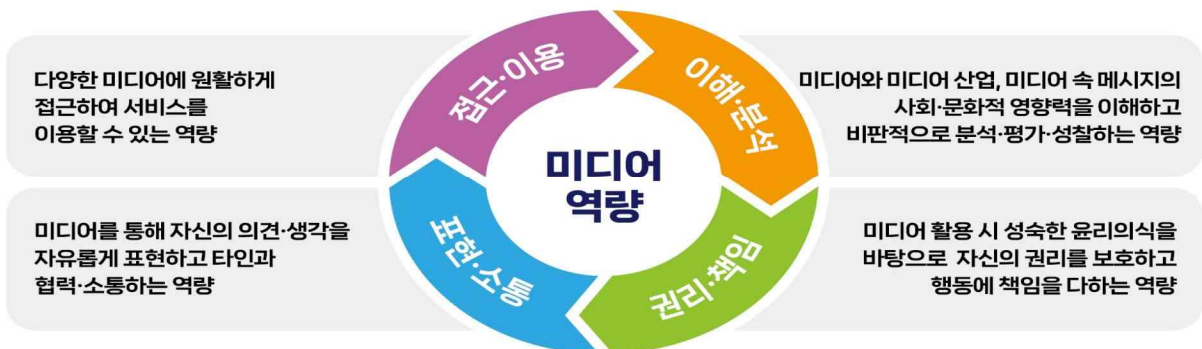 다양한 미디어에 원활하게
접근하여 서비스를
이용할 수 있는 역량
접근·이용
이해·분석
미디어와 미디어 산업, 미디어 속 메시지의
사회·문화적 영향력을 이해하고
비판적으로 분석·평가·성찰하는 역량
미디어
역량
미디어를 통해 자신의 의견·생각을
자유롭게 표현하고 타인과
협력·소통하는 역량
표현·소통
권리·책임
미디어 활용 시 성숙한 윤리의식을
바탕으로 자신의 권리를 보호하고
행동에 책임을 다하는 역량